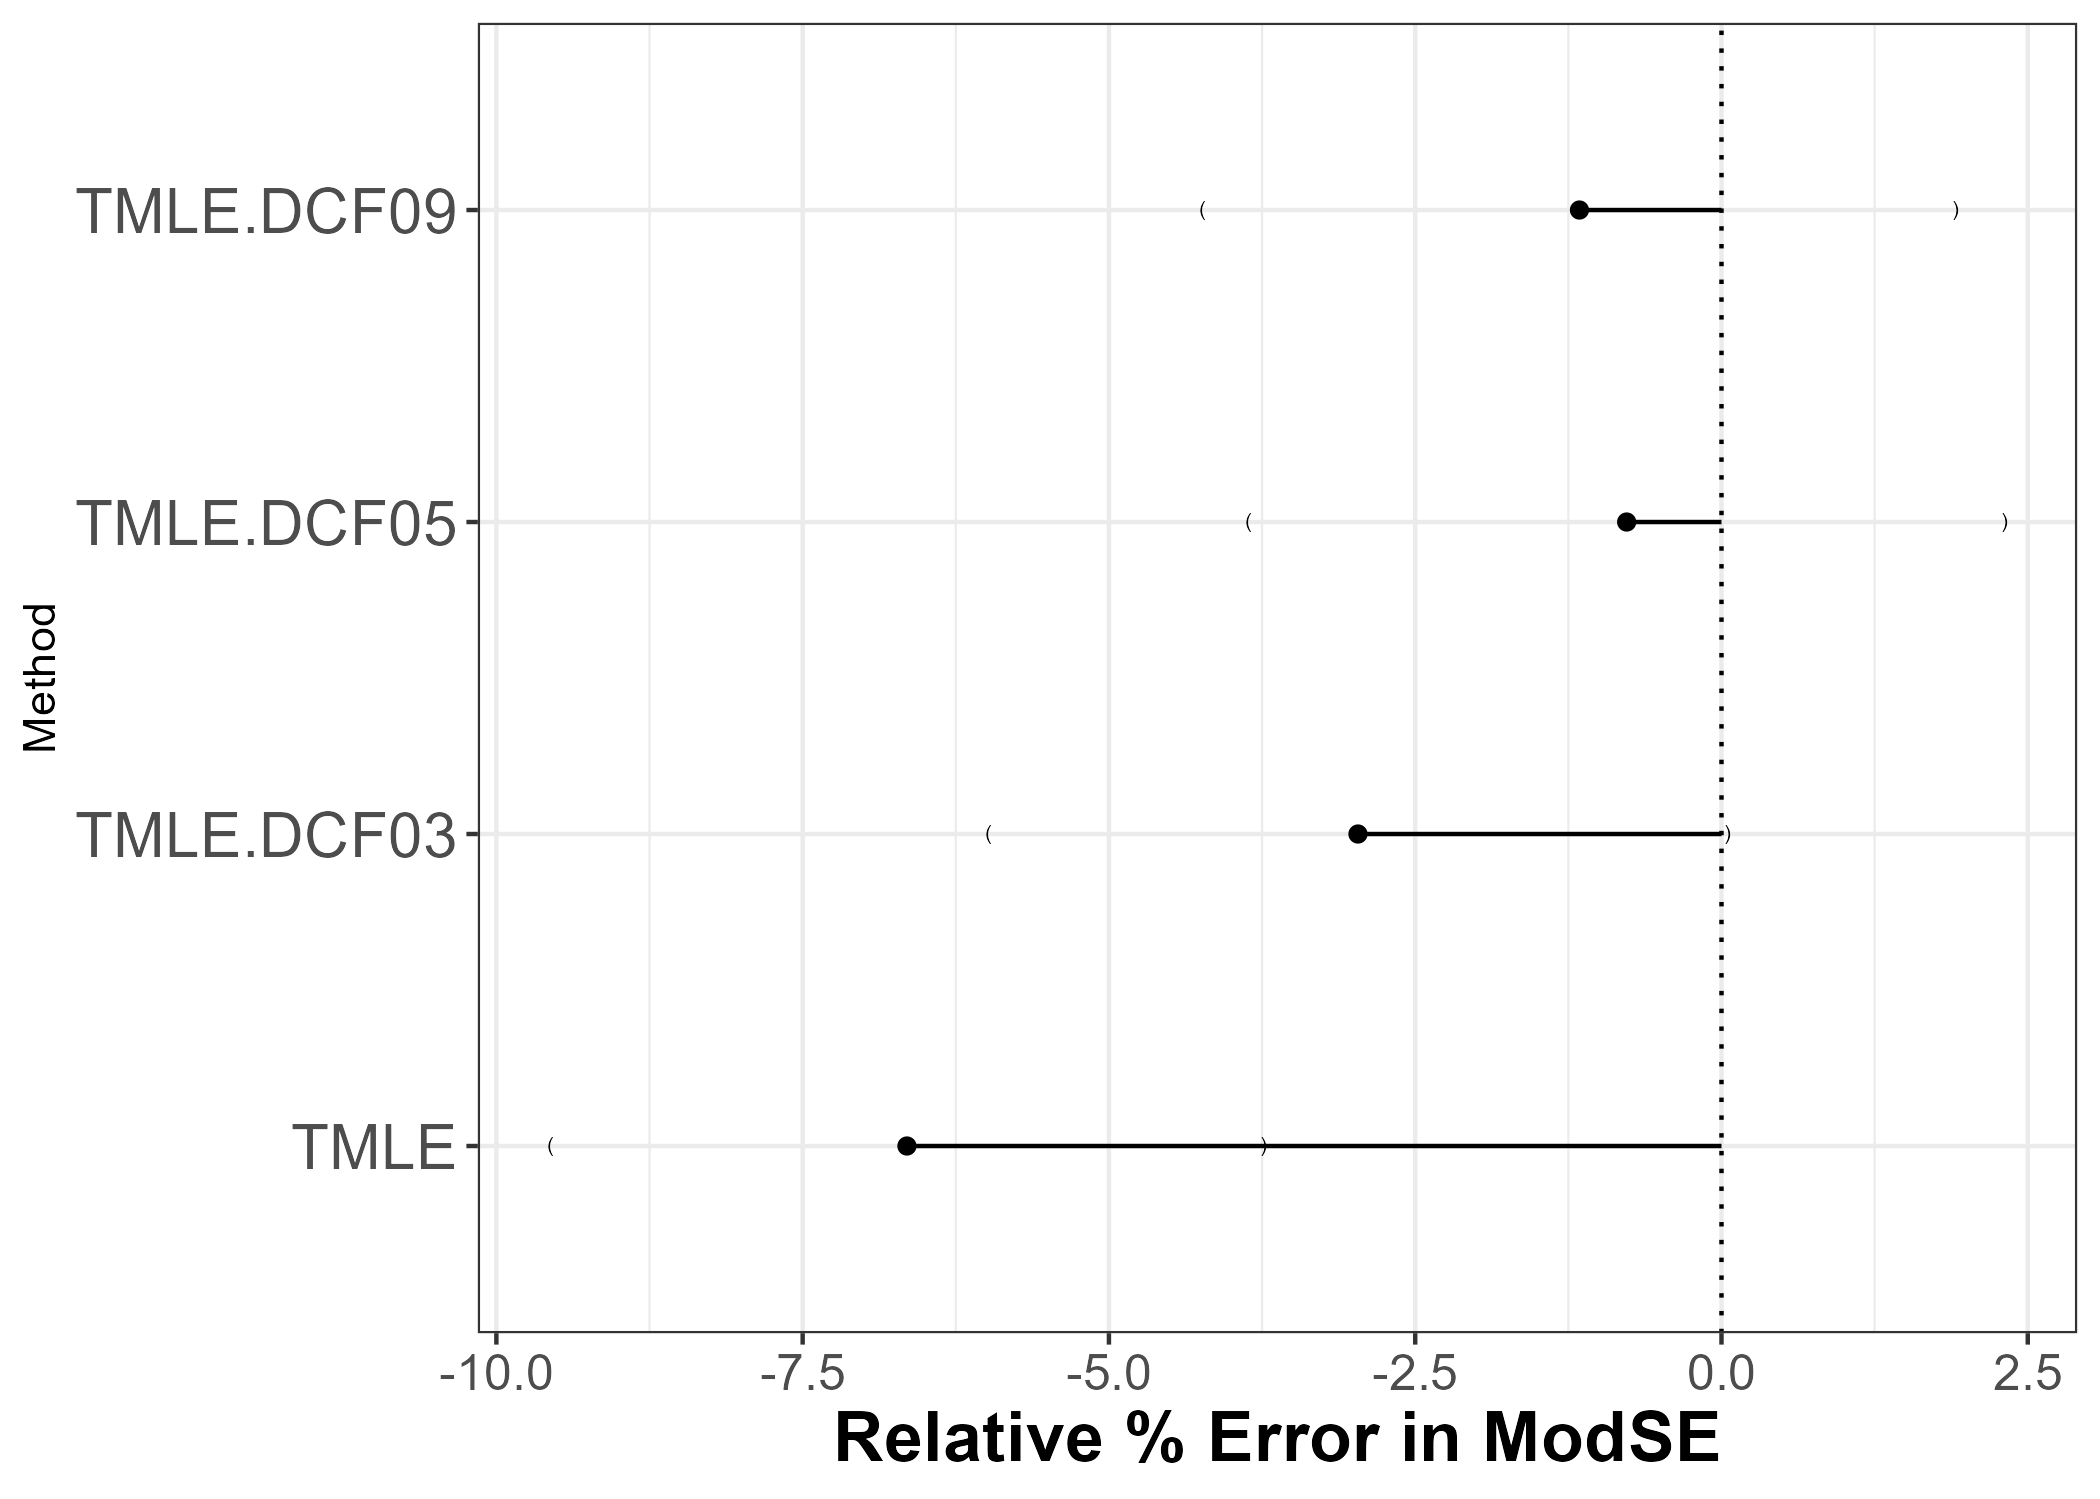 TMLE.DCF09
( )
TMLE.DCF05
( )
Method
TMLE.DCF03
( )
TMLE
( )
-10.0 -7.5 -5.0 -2.5 0.0 2.5
Relative % Error in ModSE